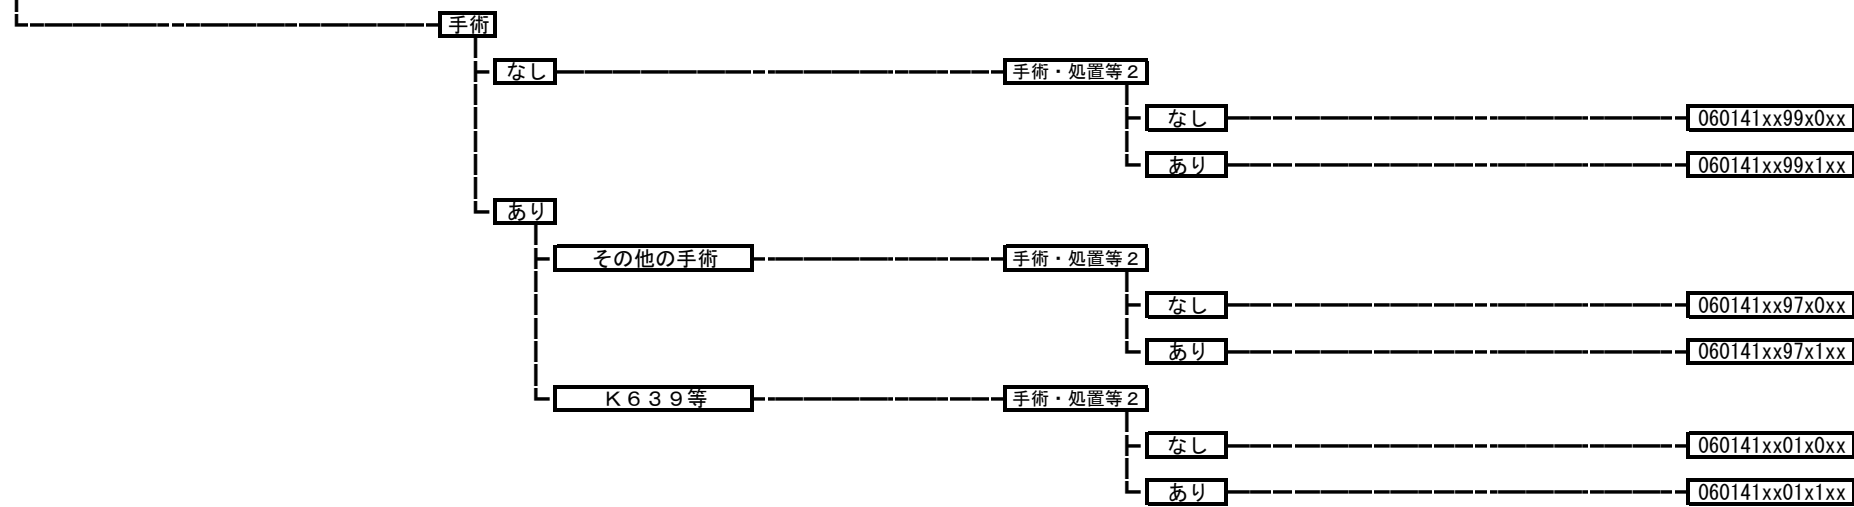 手術
なし
手術・処置等2
なし
060141xx99x0xx
あり
060141xx99x1xx
あり
その他の手術
手術・処置等2
なし
060141xx97x0xx
あり
060141xx97x1xx
K639等
手術・処置等2
なし
060141xx01x0xx
あり
060141xx01x1xx